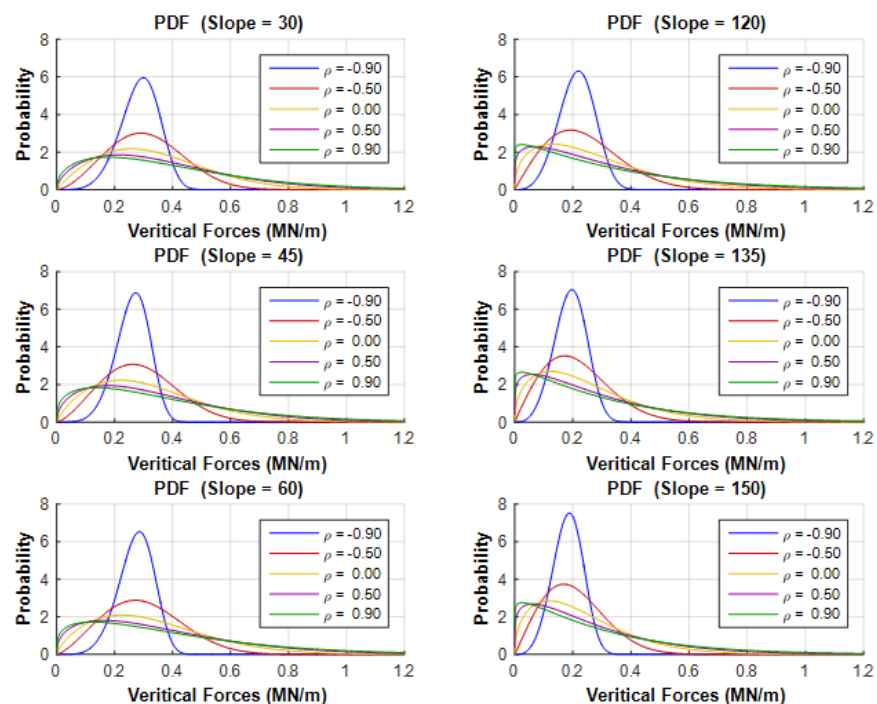 PDF (Slope = 30)
8
6
4
2
0
Probability
ρ = -0.90
ρ = -0.50
ρ = 0.00
ρ = 0.50
ρ = 0.90
0 0.2 0.4 0.6 0.8 1 1.2
Veritical Forces (MN/m)
PDF (Slope = 120)
8
6
4
2
0
Probability
ρ = -0.90
ρ = -0.50
ρ = 0.00
ρ = 0.50
ρ = 0.90
0 0.2 0.4 0.6 0.8 1 1.2
Veritical Forces (MN/m)
PDF (Slope = 45)
8
6
4
2
0
Probability
ρ = -0.90
ρ = -0.50
ρ = 0.00
ρ = 0.50
ρ = 0.90
0 0.2 0.4 0.6 0.8 1 1.2
Veritical Forces (MN/m)
PDF (Slope = 135)
8
6
4
2
0
Probability
ρ = -0.90
ρ = -0.50
ρ = 0.00
ρ = 0.50
ρ = 0.90
0 0.2 0.4 0.6 0.8 1 1.2
Veritical Forces (MN/m)
PDF (Slope = 60)
8
6
4
2
0
Probability
ρ = -0.90
ρ = -0.50
ρ = 0.00
ρ = 0.50
ρ = 0.90
0 0.2 0.4 0.6 0.8 1 1.2
Veritical Forces (MN/m)
PDF (Slope = 150)
8
6
4
2
0
Probability
ρ = -0.90
ρ = -0.50
ρ = 0.00
ρ = 0.50
ρ = 0.90
0 0.2 0.4 0.6 0.8 1 1.2
Veritical Forces (MN/m)